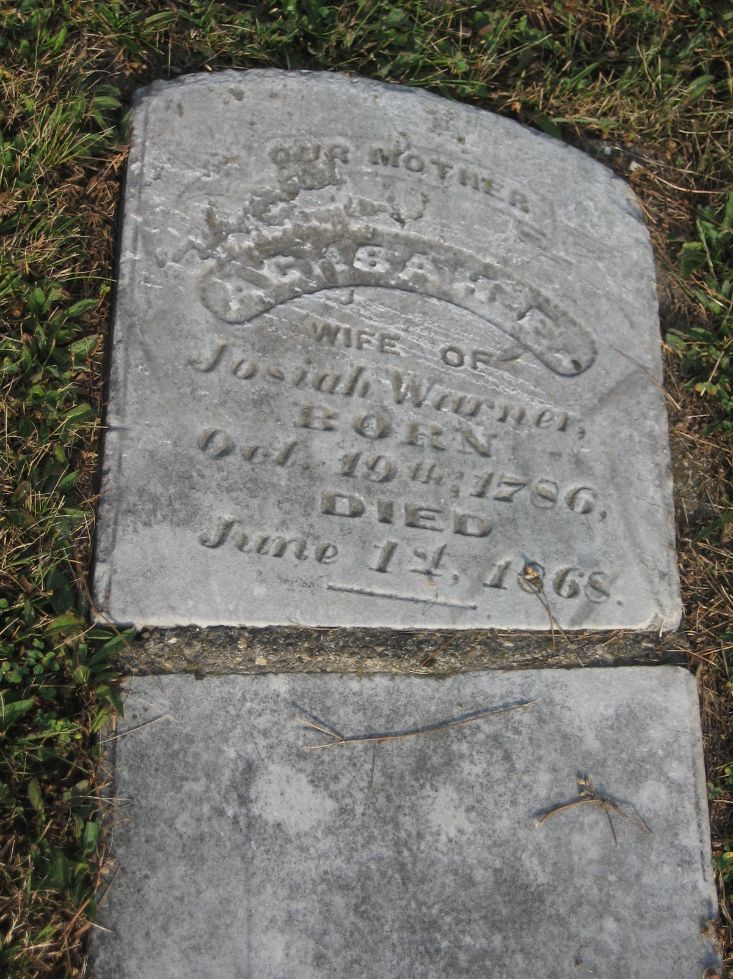 OUR MOTHER
WIFE OF
Josiah Warner,
BORN
Oct. 19th, 1786,
DIED
June 1st, 1868.